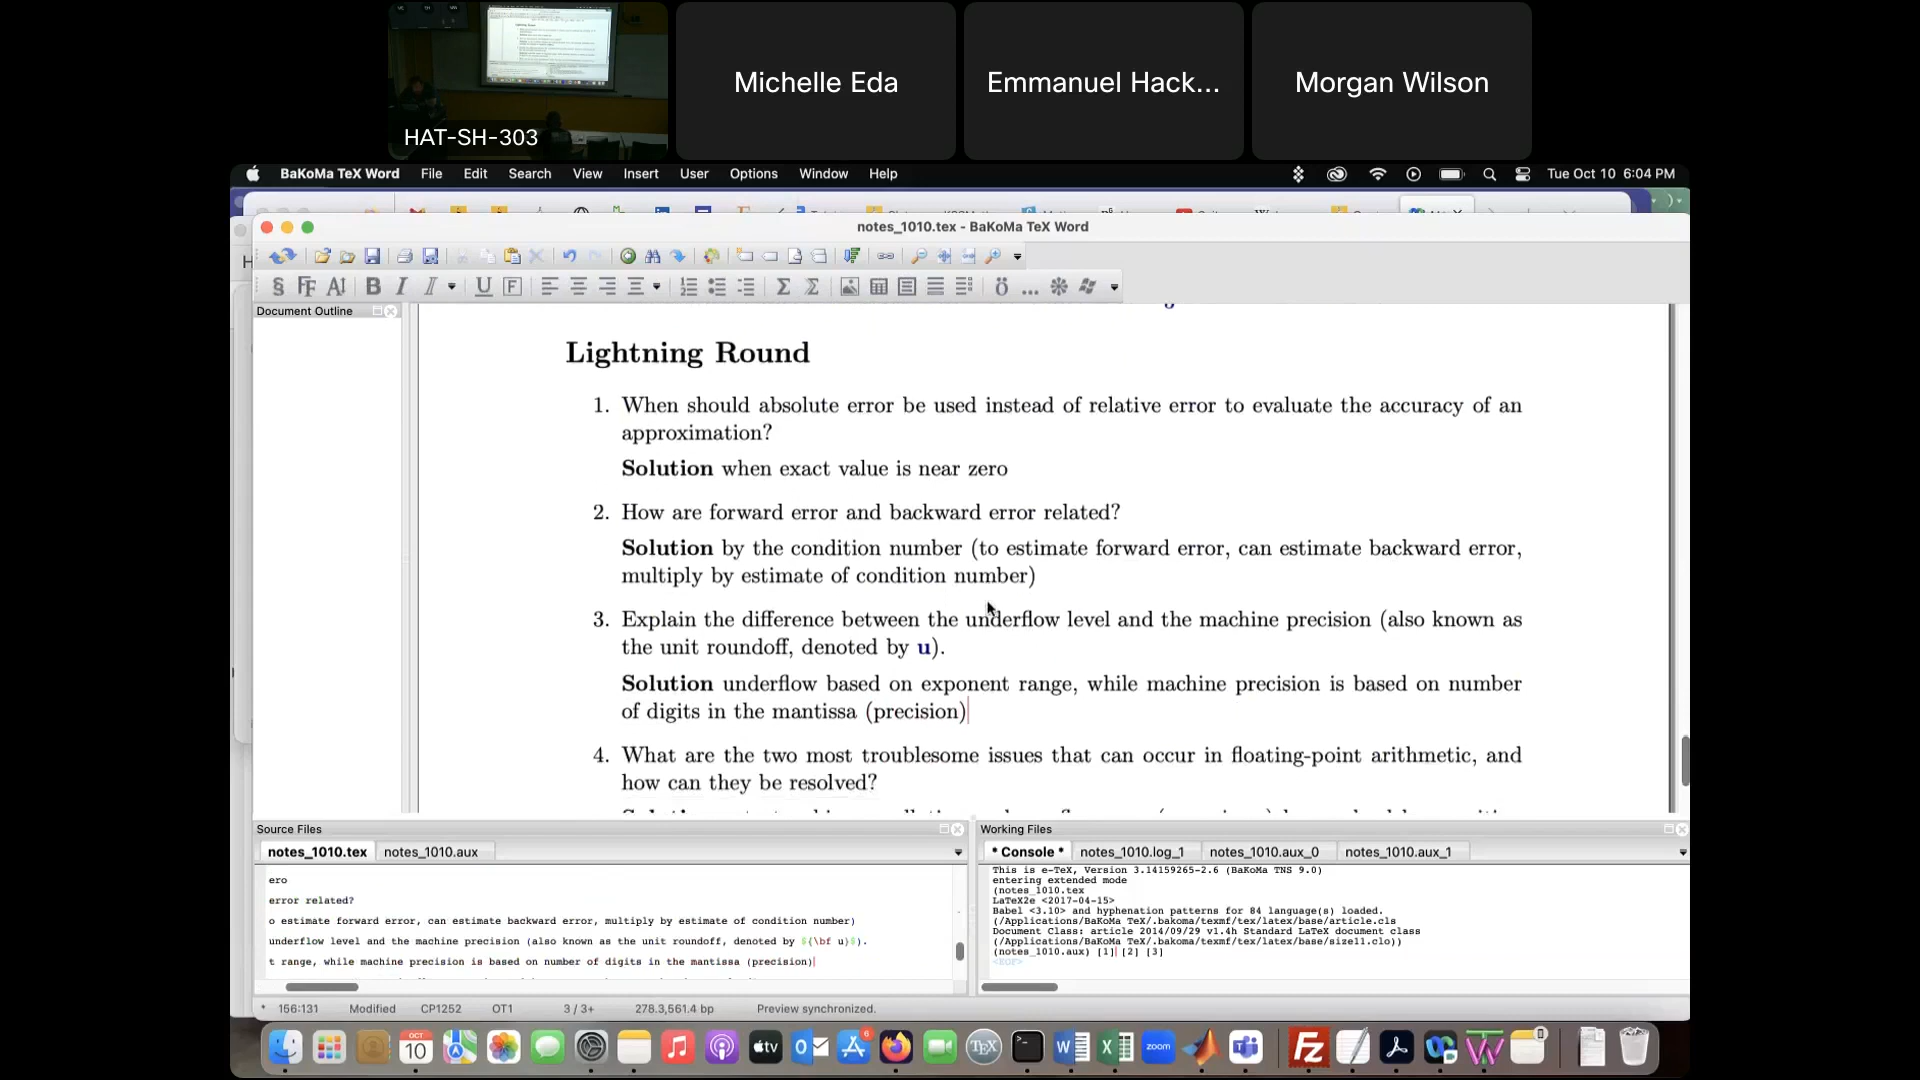 HAT-SH-303
Michelle Eda
Emmanuel Hack...
Morgan Wilson
BaKoMa TeX Word File Edit Search View Insert User Options Window Help
Tue Oct 10 6:04 PM
notes_1010.tex - BaKoMa TeX Word
Document Outline
Lightning Round
1. When should absolute error be used instead of relative error to evaluate the accuracy of an
approximation?
Solution when exact value is near zero
2. How are forward error and backward error related?
Solution by the condition number (to estimate forward error, can estimate backward error,
multiply by estimate of condition number)
3. Explain the difference between the underflow level and the machine precision (also known as
the unit roundoff, denoted by u).
Solution underflow based on exponent range, while machine precision is based on number
of digits in the mantissa (precision)
4. What are the two most troublesome issues that can occur in floating-point arithmetic, and
how can they be resolved?
Source Files
notes_1010.tex notes_1010.aux
ero
error related?
o estimate forward error, can estimate backward error, multiply by estimate of condition number)
underflow level and the machine precision (also known as the unit roundoff, denoted by ${\bf u}$).
t range, while machine precision is based on number of digits in the mantissa (precision)
Working Files
* Console * notes_1010.log_1 notes_1010.aux_0 notes_1010.aux_1
This is e-TeX, Version 3.14159265-2.6 (BaKoMa TNS 9.0)
entering extended mode
(notes_1010.tex
LaTeX2e <2017-04-15>
Babel <3.10> and hyphenation patterns for 84 language(s) loaded.
(/Applications/BaKoMa TeX/.bakoma/texmf/tex/latex/base/article.cls
Document Class: article 2014/09/29 v1.4h Standard LaTeX document class
(/Applications/BaKoMa TeX/.bakoma/texmf/tex/latex/base/size11.clo))
(notes_1010.aux) [1] [2] [3]
<EOF>
* 156:131 Modified CP1252 OT1 3 / 3+ 278.3,561.4 bp Preview synchronized.
OCT
10
tv
6
TEX
zoom